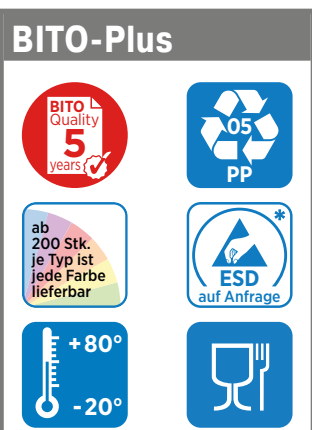 BITO-Plus
BITO
Quality
5
years
05
PP
ab
200 Stk.
je Typ ist
jede Farbe
lieferbar
*
ESD
auf Anfrage
+80°
-20°